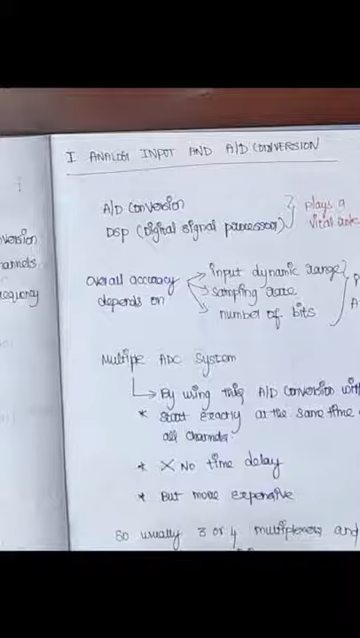 I ANALOG INPUT AND A/D CONVERSION
A/D Conversion
DSP (Digital signal processor)
plays a
vital
Overall accuracy
depends on
input dynamic range
sampling rate
number of bits
Multiple ADC System
By using this A/D Conversion with
* start exactly at the same time
all channels
* X No time delay
* But more expensive
so usually 3 or 4 multiplexers and